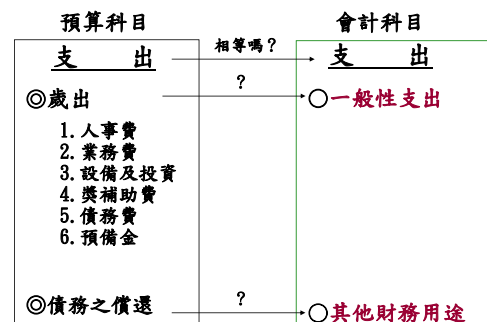 預算科目
會計科目
支 出
相等嗎？
支 出
◎歲出
？
○一般性支出
1.人事費
2.業務費
3.設備及投資
4.獎補助費
5.債務費
6.預備金
◎債務之償還
？
○其他財務用途